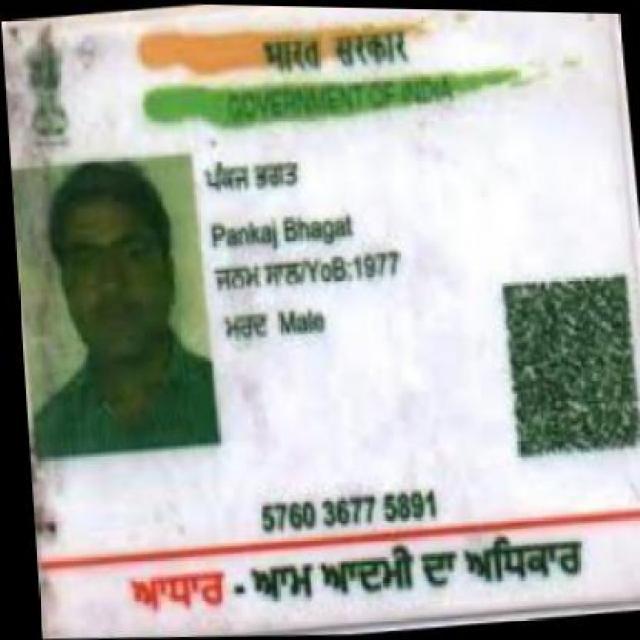 भारत सरकार
GOVERNMENT OF INDIA
ਪੰਕਜ ਭਗਤ
Pankaj Bhagat
ਜਨਮ ਸਾਲ/YoB:1977
ਮਰਦ Male
5760 3677 5891
ਆਧਾਰ - ਆਮ ਆਦਮੀ ਦਾ ਅਧਿਕਾਰ